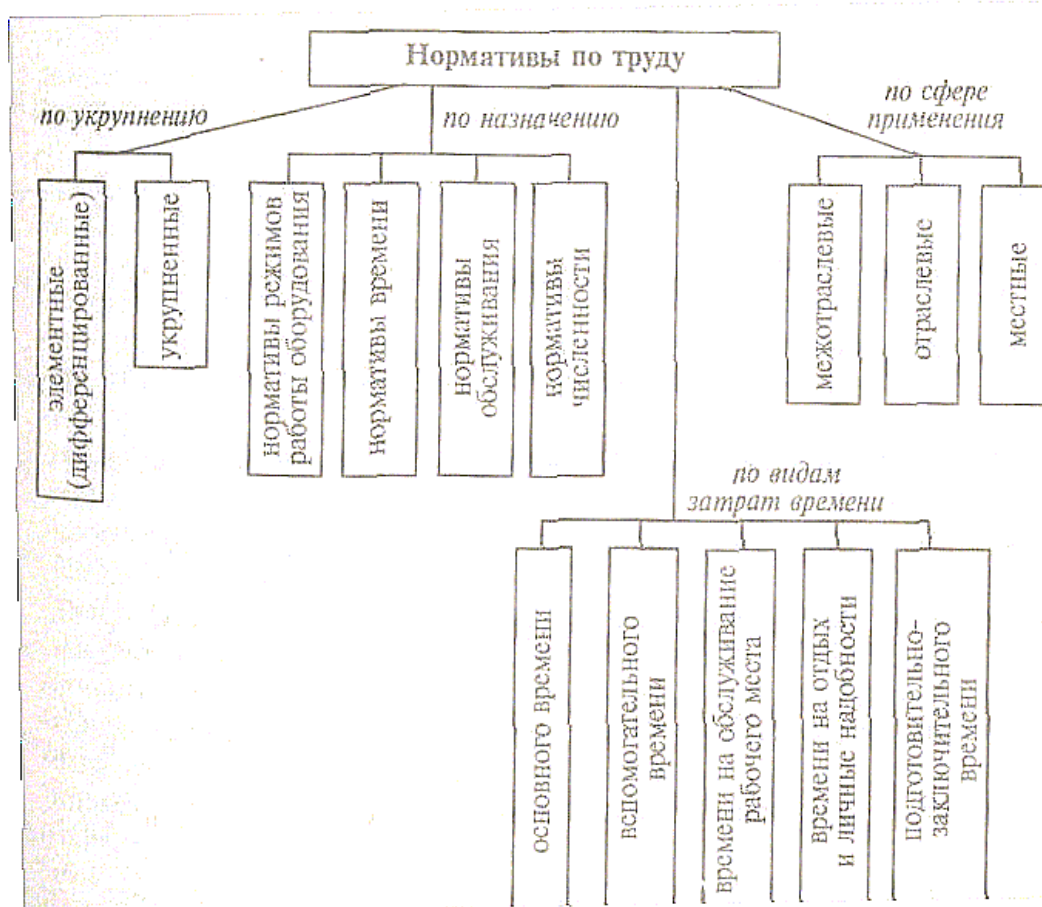 Нормативы по труду
по укрупнению
по назначению
по сфере
применения
элементные
(дифференцированные)
укрупненные
нормативы режимов
работы оборудования
нормативы времени
нормативы
обслуживания
нормативы
численности
межотраслевые
отраслевые
местные
по видам
затрат времени
основного времени
вспомогательного
времени
времени на обслуживание
рабочего места
времени на отдых
и личные надобности
подготовительно-
заключительного
времени